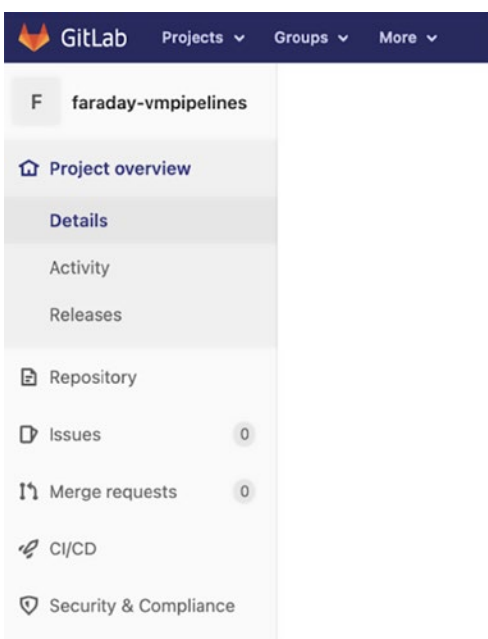 GitLab Projects Groups More
F faraday-vmpipelines
Project overview
Details
Activity
Releases
Repository
Issues 0
Merge requests 0
CI/CD
Security & Compliance